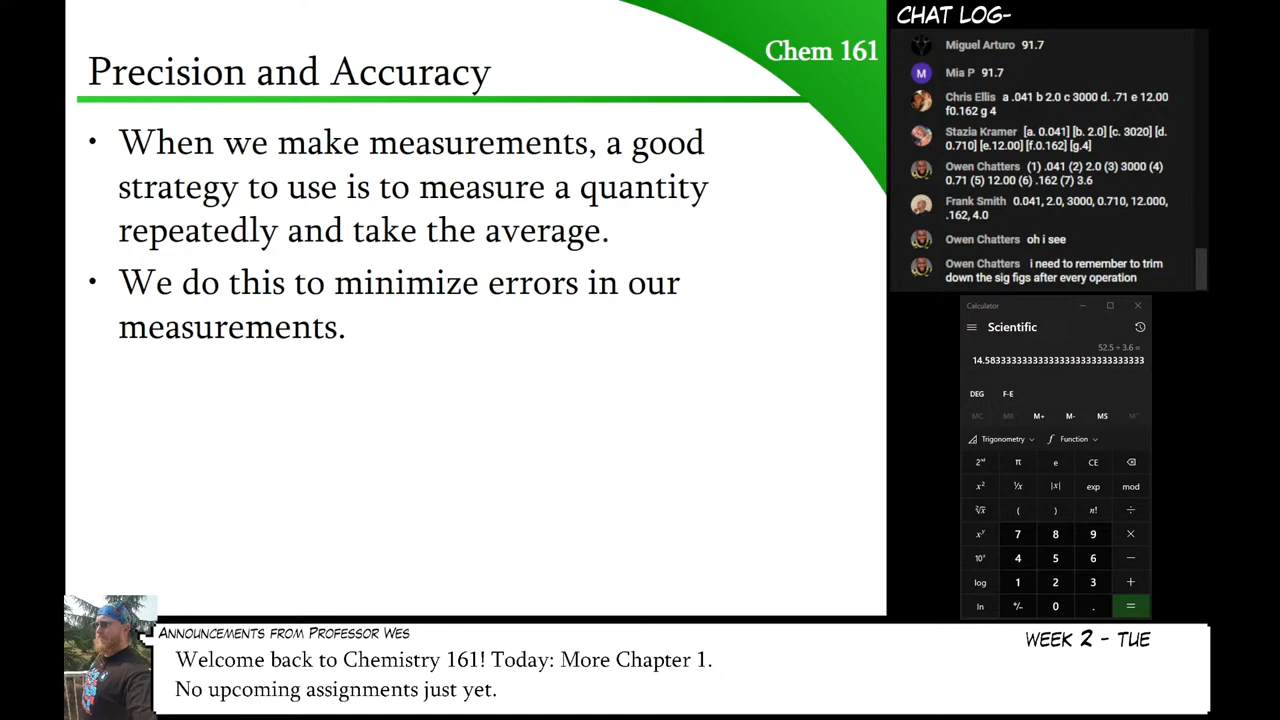 Precision and Accuracy
Chem 161
• When we make measurements, a good
strategy to use is to measure a quantity
repeatedly and take the average.
• We do this to minimize errors in our
measurements.
CHAT LOG-
Miguel Arturo 91.7
M Mia P 91.7
Chris Ellis a .041 b 2.0 c 3000 d. .71 e 12.00
f0.162 g 4
Stazia Kramer [a. 0.041] [b. 2.0] [c. 3020] [d.
0.710] [e.12.00] [f.0.162] [g.4]
Owen Chatters (1) .041 (2) 2.0 (3) 3000 (4)
0.71 (5) 12.00 (6) .162 (7) 3.6
Frank Smith 0.041, 2.0, 3000, 0.710, 12.000,
.162, 4.0
Owen Chatters oh i see
Owen Chatters i need to remember to trim
down the sig figs after every operation
Calculator
Scientific
52.5 ÷ 3.6 =
14.583333333333333333333333333333
DEG F-E
MC MR M+ M- MS M˅
Trigonometry Function
2ⁿᵈ π e CE
x² ¹/x |x| exp mod
²√x ( ) n! ÷
xʸ 7 8 9 ×
10ˣ 4 5 6 −
log 1 2 3 +
ln +/- 0 . =
ANNOUNCEMENTS FROM PROFESSOR WES
WEEK 2 - TUE
Welcome back to Chemistry 161! Today: More Chapter 1.
No upcoming assignments just yet.